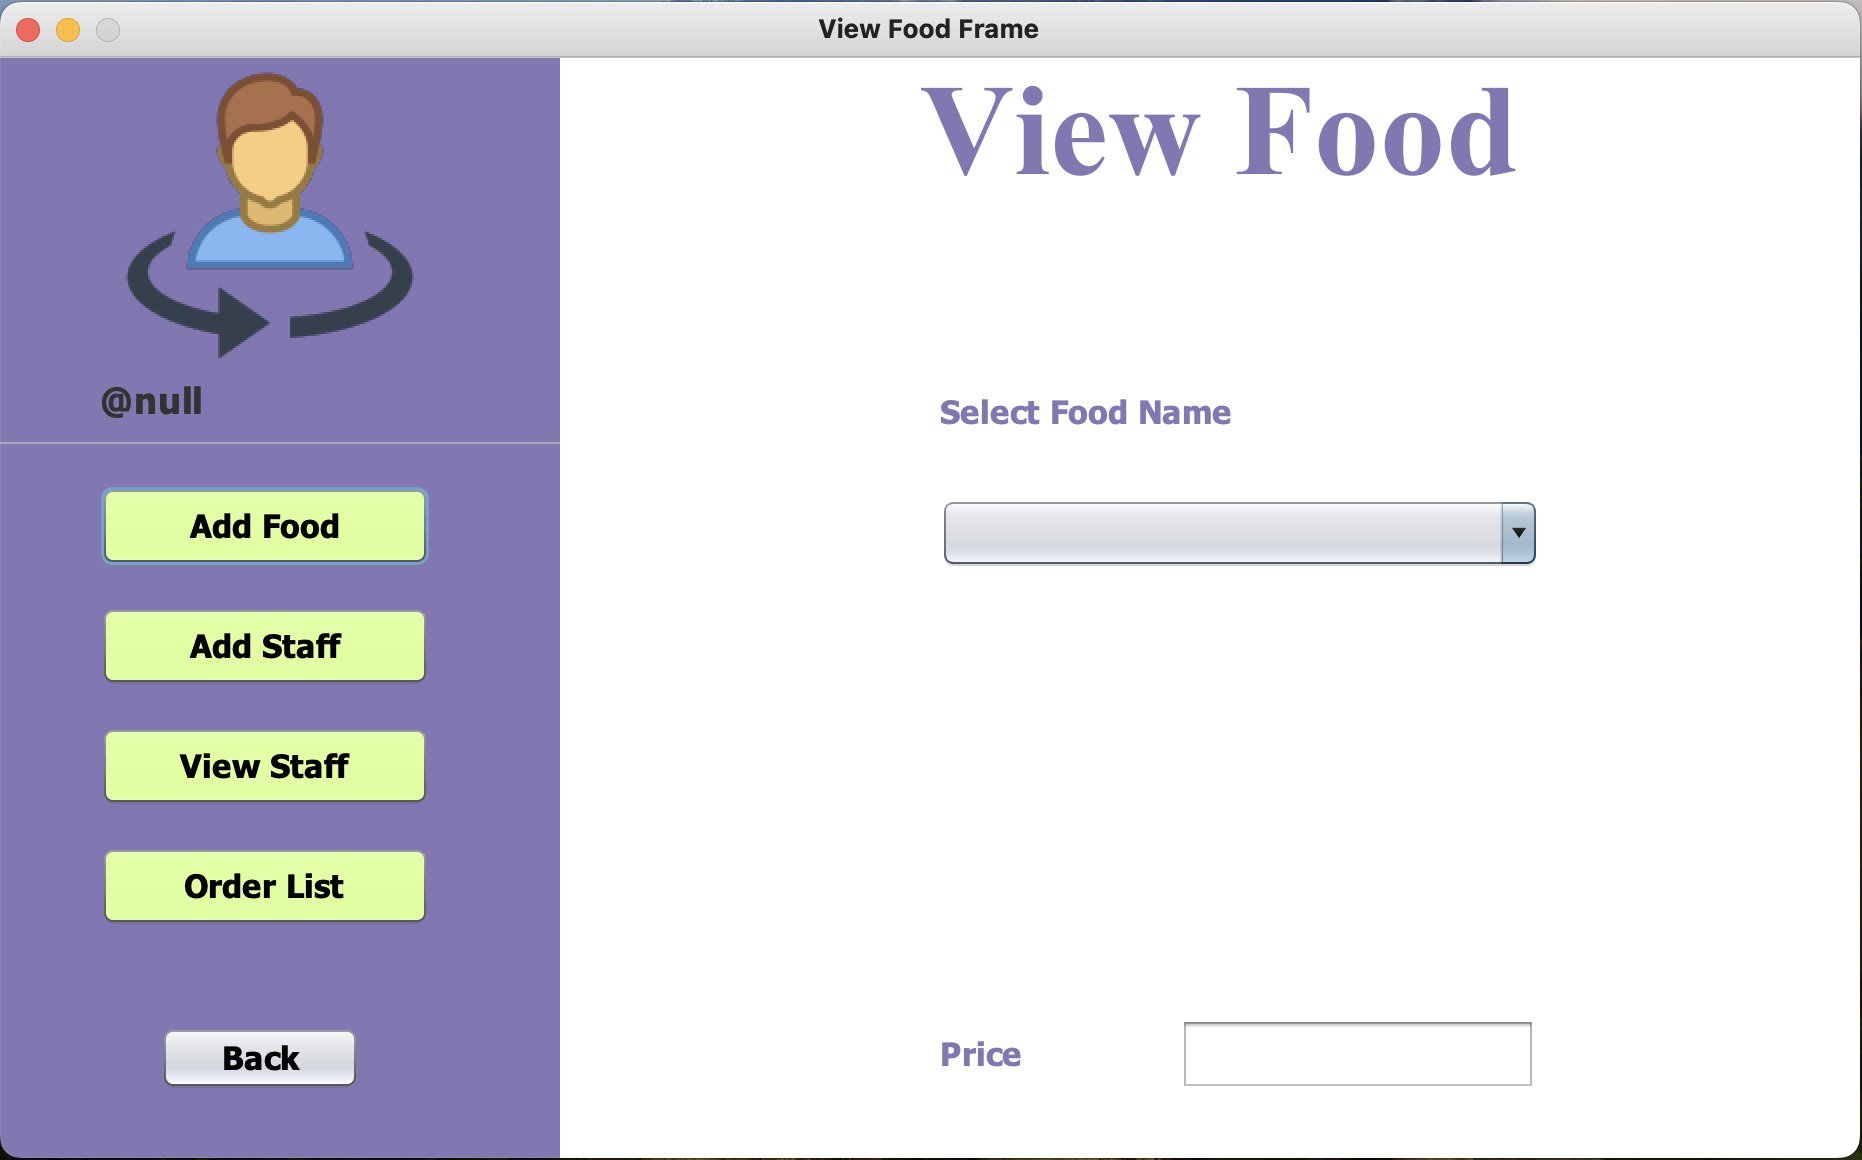 View Food Frame
@null
Add Food
Add Staff
View Staff
Order List
Back
View Food
Select Food Name
Price